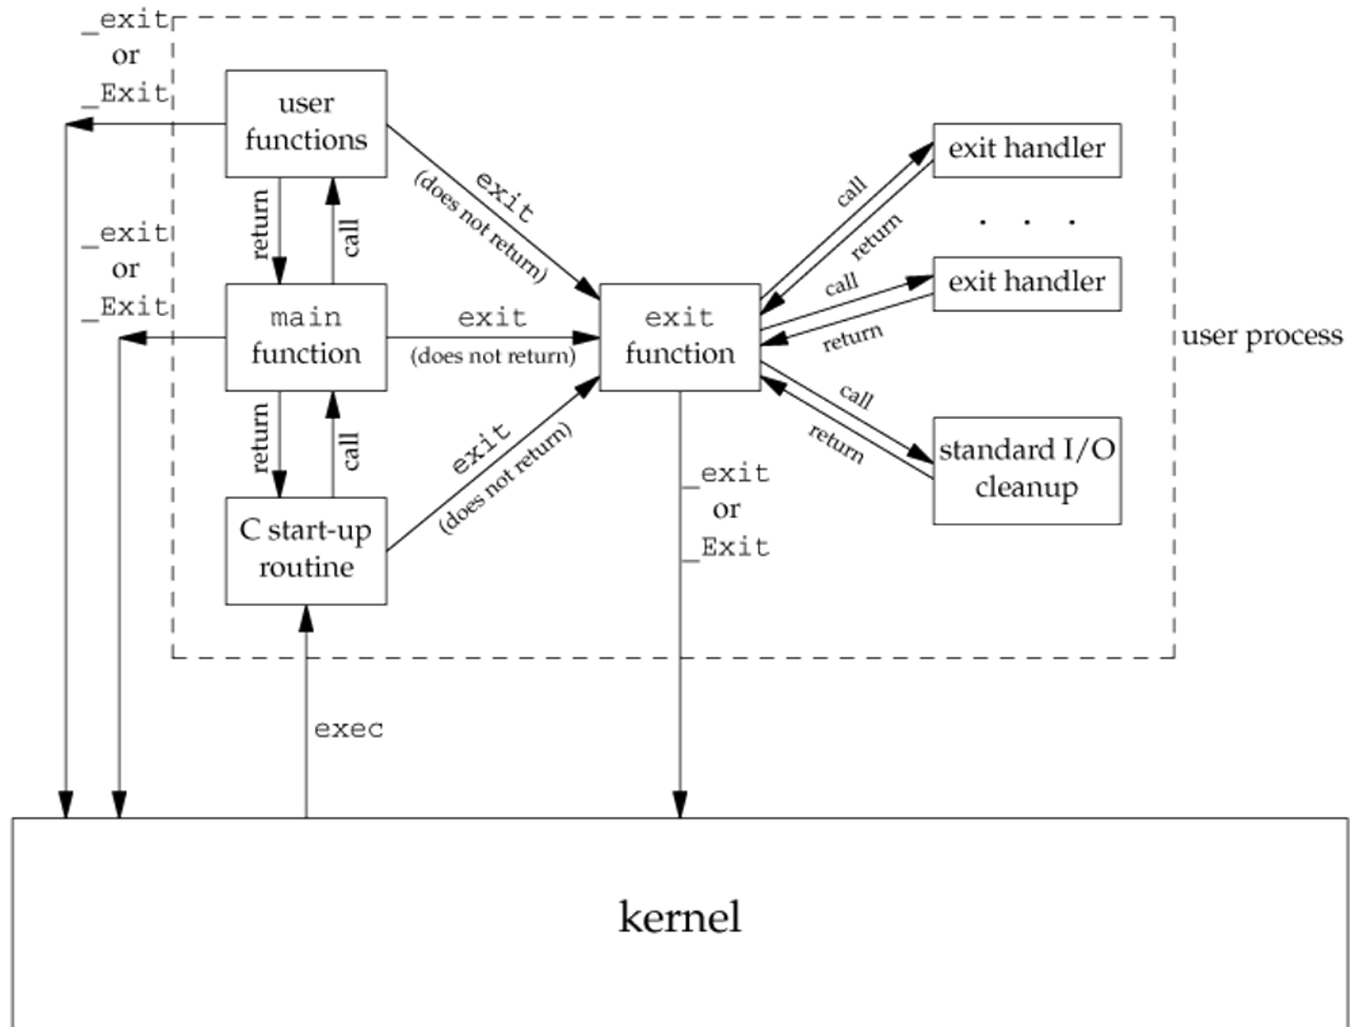 _exit
or
_Exit
user
functions
return
call
exit
(does not return)
_exit
or
_Exit
main
function
exit
(does not return)
return
call
C start-up
routine
exit
(does not return)
exit
function
call
return
exit handler
. . .
call
return
exit handler
call
return
standard I/O
cleanup
user process
_exit
or
_Exit
exec
kernel